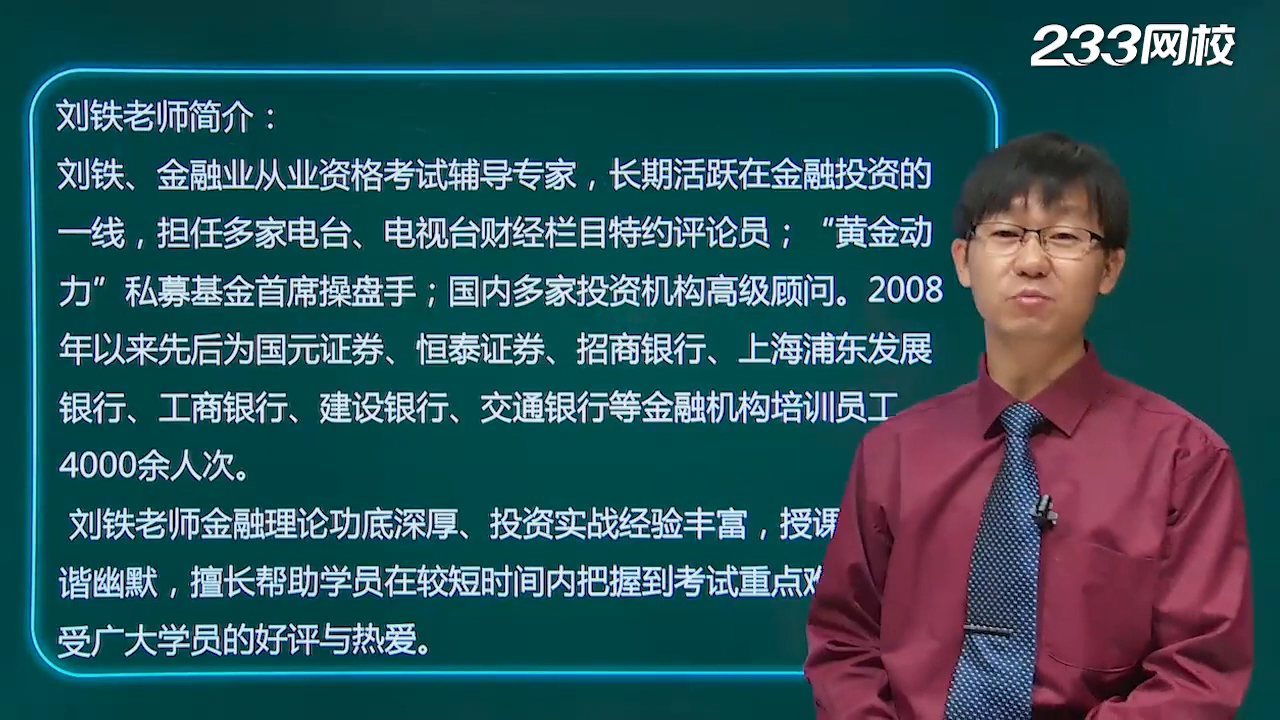 233网校
刘铁老师简介：
刘铁、金融业从业资格考试辅导专家，长期活跃在金融投资的
一线，担任多家电台、电视台财经栏目特约评论员；“黄金动
力”私募基金首席操盘手；国内多家投资机构高级顾问。2008
年以来先后为国元证券、恒泰证券、招商银行、上海浦东发展
银行、工商银行、建设银行、交通银行等金融机构培训员工
4000余人次。
刘铁老师金融理论功底深厚、投资实战经验丰富，授课
谐幽默，擅长帮助学员在较短时间内把握到考试重点难
受广大学员的好评与热爱。